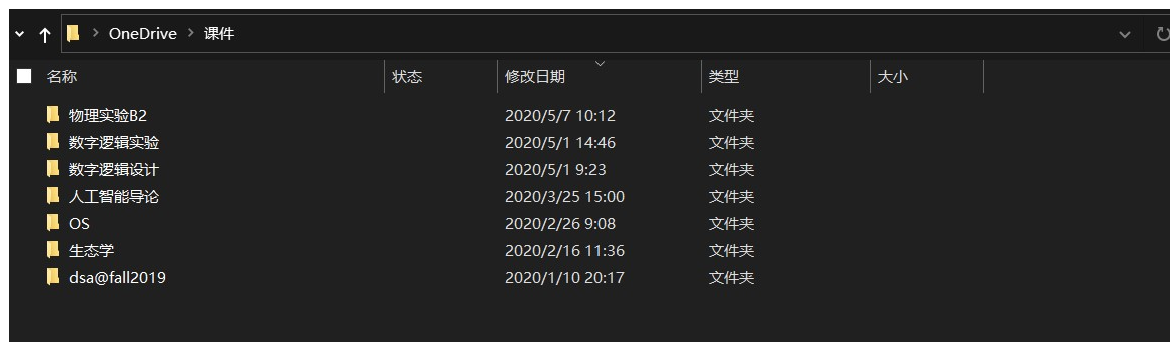 OneDrive 课件
名称 状态 修改日期 类型 大小
物理实验B2 2020/5/7 10:12 文件夹
数字逻辑实验 2020/5/1 14:46 文件夹
数字逻辑设计 2020/5/1 9:23 文件夹
人工智能导论 2020/3/25 15:00 文件夹
OS 2020/2/26 9:08 文件夹
生态学 2020/2/16 11:36 文件夹
dsa@fall2019 2020/1/10 20:17 文件夹